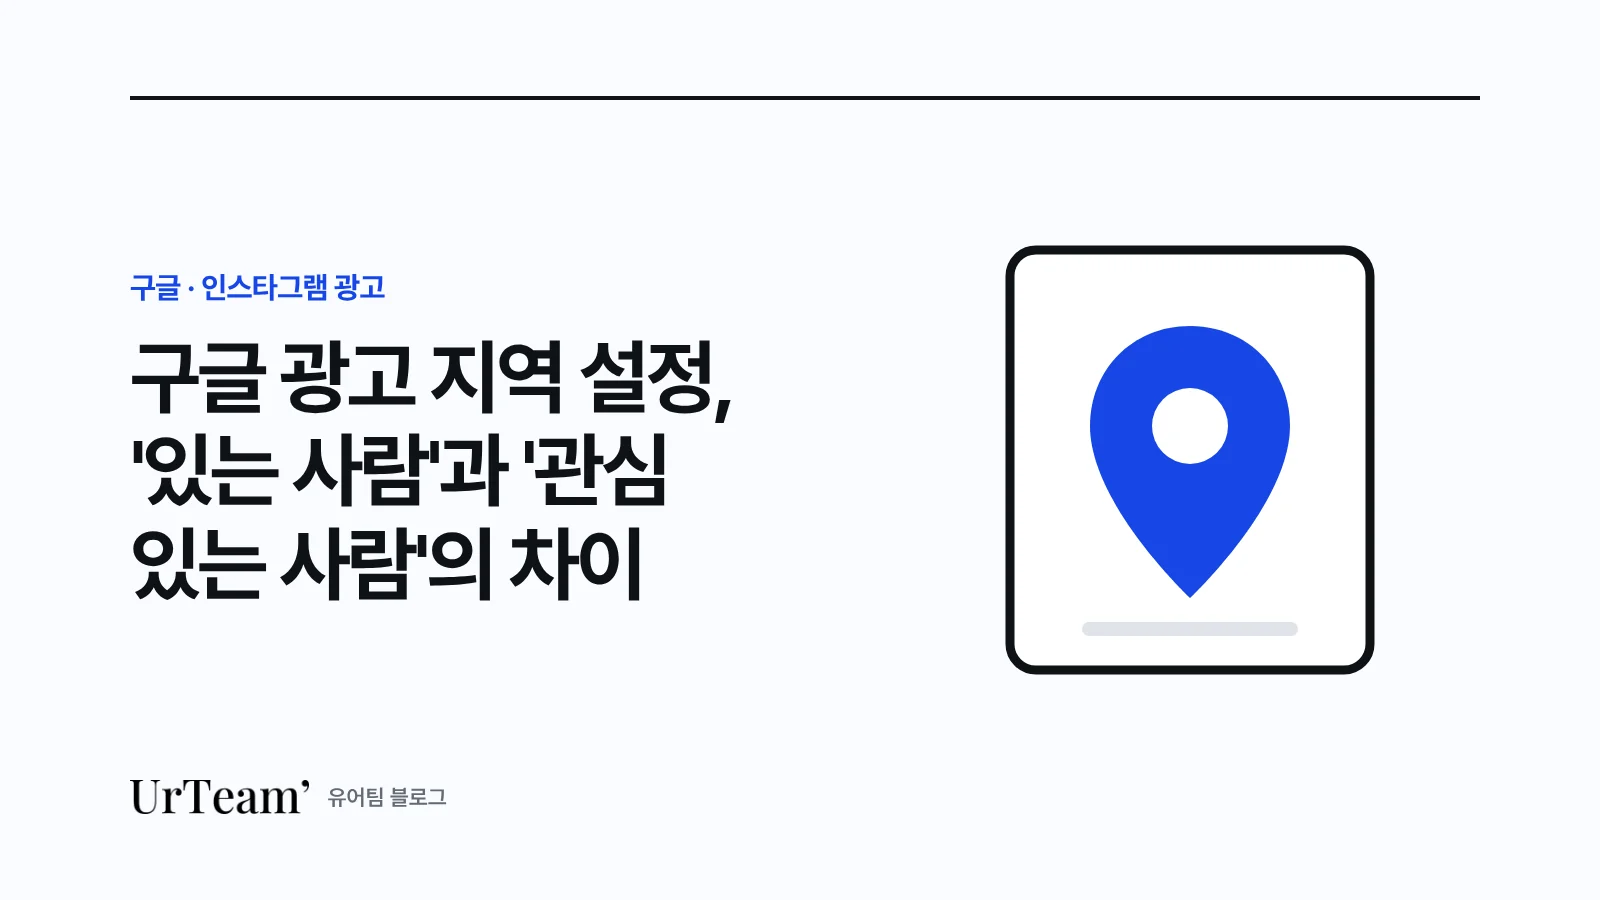 구글 · 인스타그램 광고
구글 광고 지역 설정,
'있는 사람'과 '관심
있는 사람'의 차이
UrTeam’ 유어팀 블로그